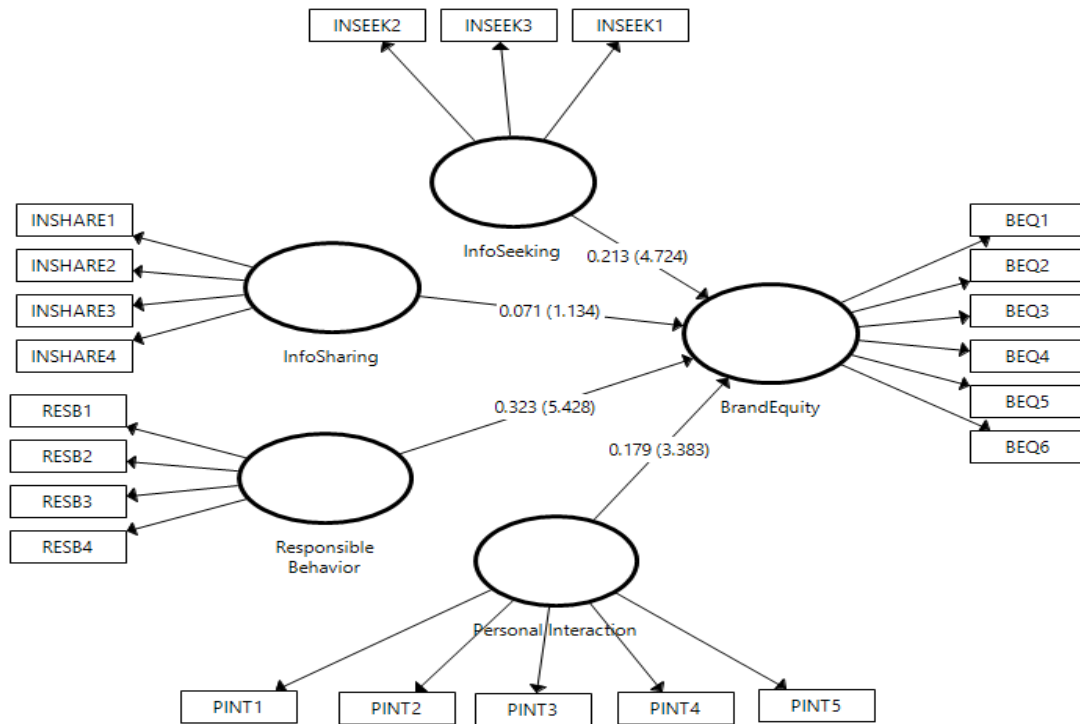 INSEEK2
INSEEK3
INSEEK1
InfoSeeking
0.213 (4.724)
INSHARE1
INSHARE2
INSHARE3
INSHARE4
InfoSharing
0.071 (1.134)
BEQ1
BEQ2
BEQ3
BEQ4
BEQ5
BEQ6
BrandEquity
RESB1
RESB2
RESB3
RESB4
Responsible
Behavior
0.323 (5.428)
0.179 (3.383)
Personal Interaction
PINT1
PINT2
PINT3
PINT4
PINT5